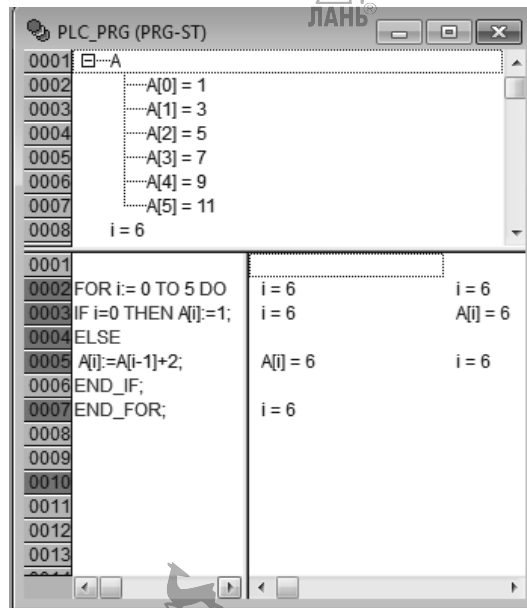 ЛАНЬ®
PLC_PRG (PRG-ST)
0001 A
0002 A[0] = 1
0003 A[1] = 3
0004 A[2] = 5
0005 A[3] = 7
0006 A[4] = 9
0007 A[5] = 11
0008 i = 6
0001
0002 FOR i:= 0 TO 5 DO i = 6 i = 6
0003 IF i=0 THEN A[i]:=1; i = 6 A[i] = 6
0004 ELSE
0005 A[i]:=A[i-1]+2; A[i] = 6 i = 6
0006 END_IF;
0007 END_FOR; i = 6
0008
0009
0010
0011
0012
0013